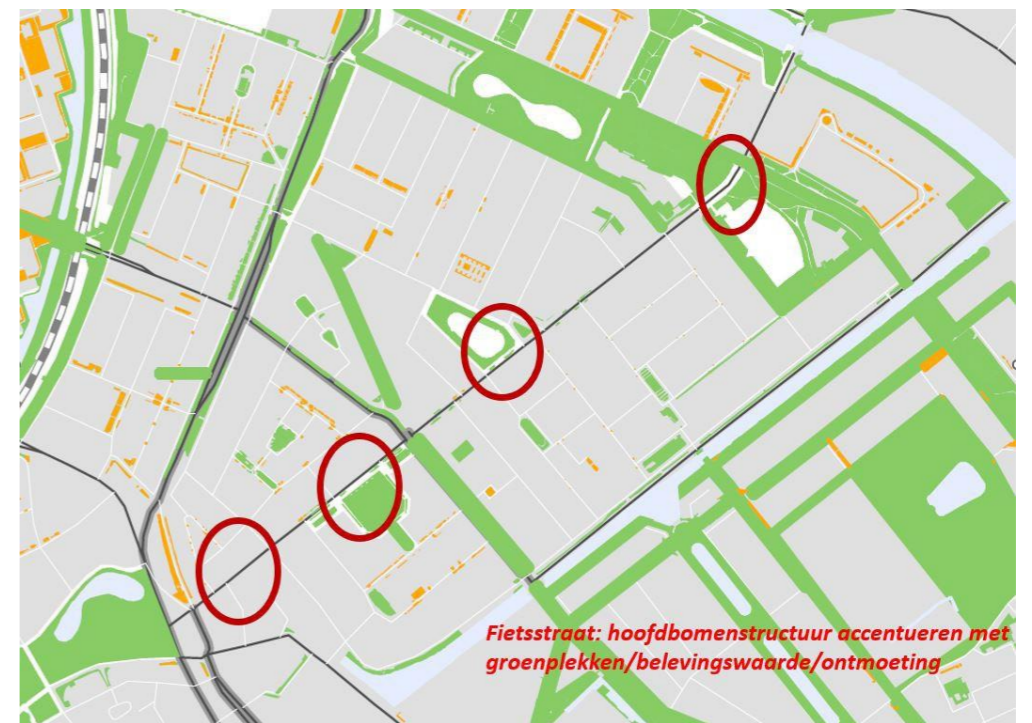 Fietsstraat: hoofdbomenstructuur accentueren met
groenplekken/belevingswaarde/ontmoeting